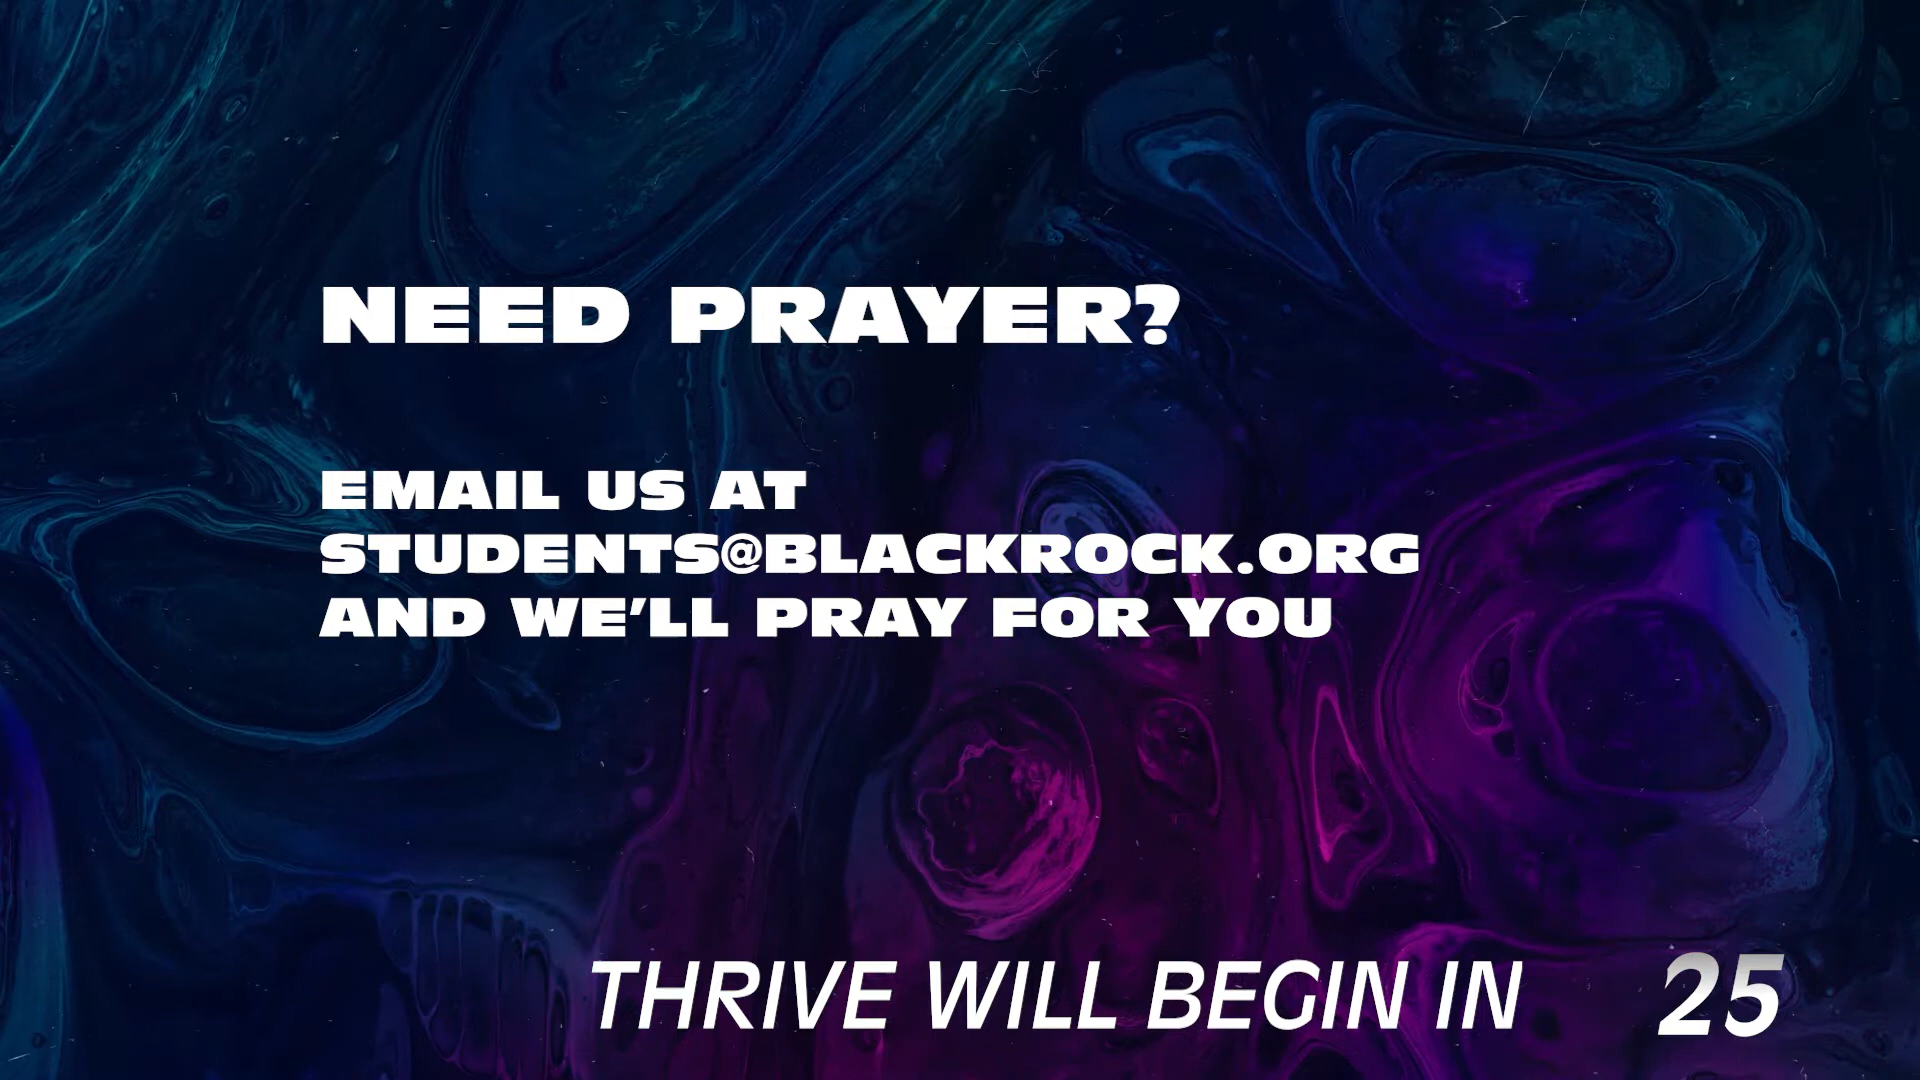 NEED PRAYER?
EMAIL US AT
STUDENTS@BLACKROCK.ORG
AND WE'LL PRAY FOR YOU
THRIVE WILL BEGIN IN 25